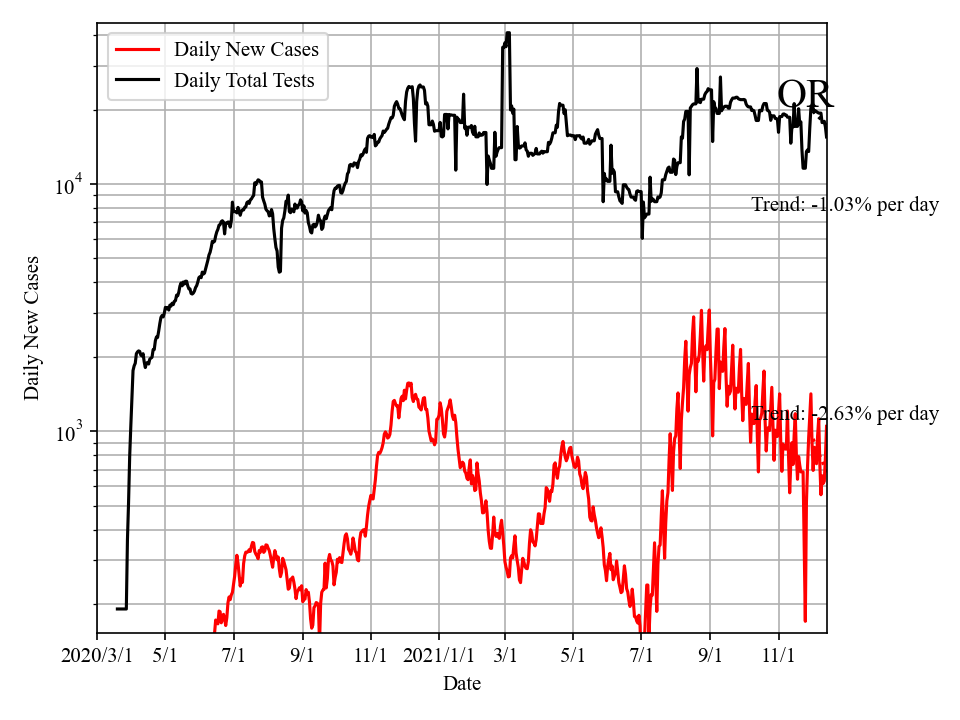 Daily New Cases
Daily Total Tests
OR
10^4
Trend: -1.03% per day
Daily New Cases
Trend: -2.63% per day
10^3
2020/3/1 5/1 7/1 9/1 11/1 2021/1/1 3/1 5/1 7/1 9/1 11/1
Date